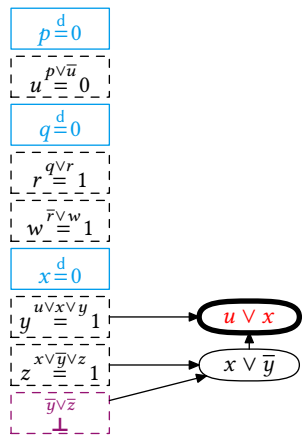 p d= 0
u p∨u̅= 0
q d= 0
r q∨r= 1
w r̅∨w= 1
x d= 0
y u∨x∨y= 1
u ∨ x
z x∨y̅∨z= 1
x ∨ y̅
y̅∨z̅
⊥